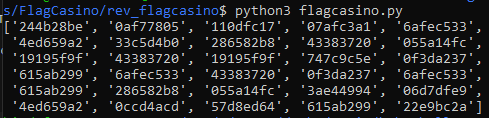 s/FlagCasino/rev_flagcasino$ python3 flagcasino.py
['244b28be', '0af77805', '110dfc17', '07afc3a1', '6afec533',
'4ed659a2', '33c5d4b0', '286582b8', '43383720', '055a14fc',
'19195f9f', '43383720', '19195f9f', '747c9c5e', '0f3da237',
'615ab299', '6afec533', '43383720', '0f3da237', '6afec533',
'615ab299', '286582b8', '055a14fc', '3ae44994', '06d7dfe9',
'4ed659a2', '0ccd4acd', '57d8ed64', '615ab299', '22e9bc2a']